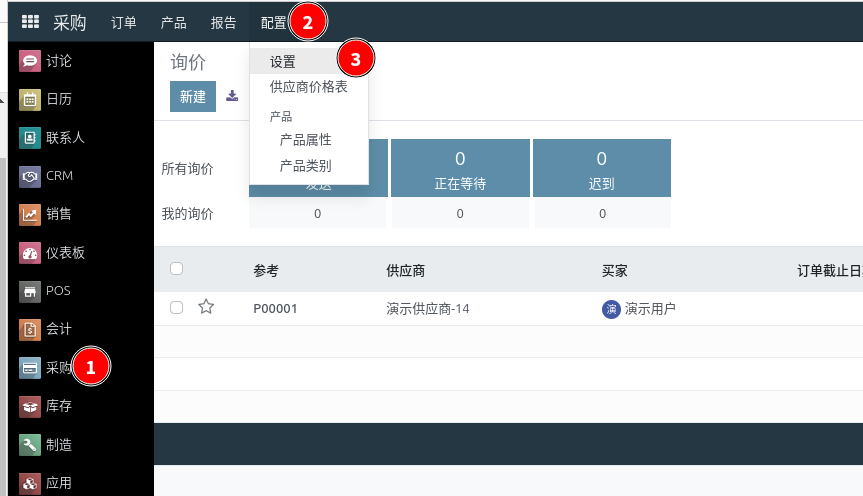 采购 订单 产品 报告 配置 2
讨论
日历
联系人
CRM
销售
仪表板
POS
会计
采购 1
库存
制造
应用
询价
新建
设置 3
供应商价格表
产品
产品属性
产品类别
所有询价 发送 0 正在等待 0 迟到
我的询价 0 0 0
参考 供应商 买家 订单截止日
P00001 演示供应商-14 演 演示用户